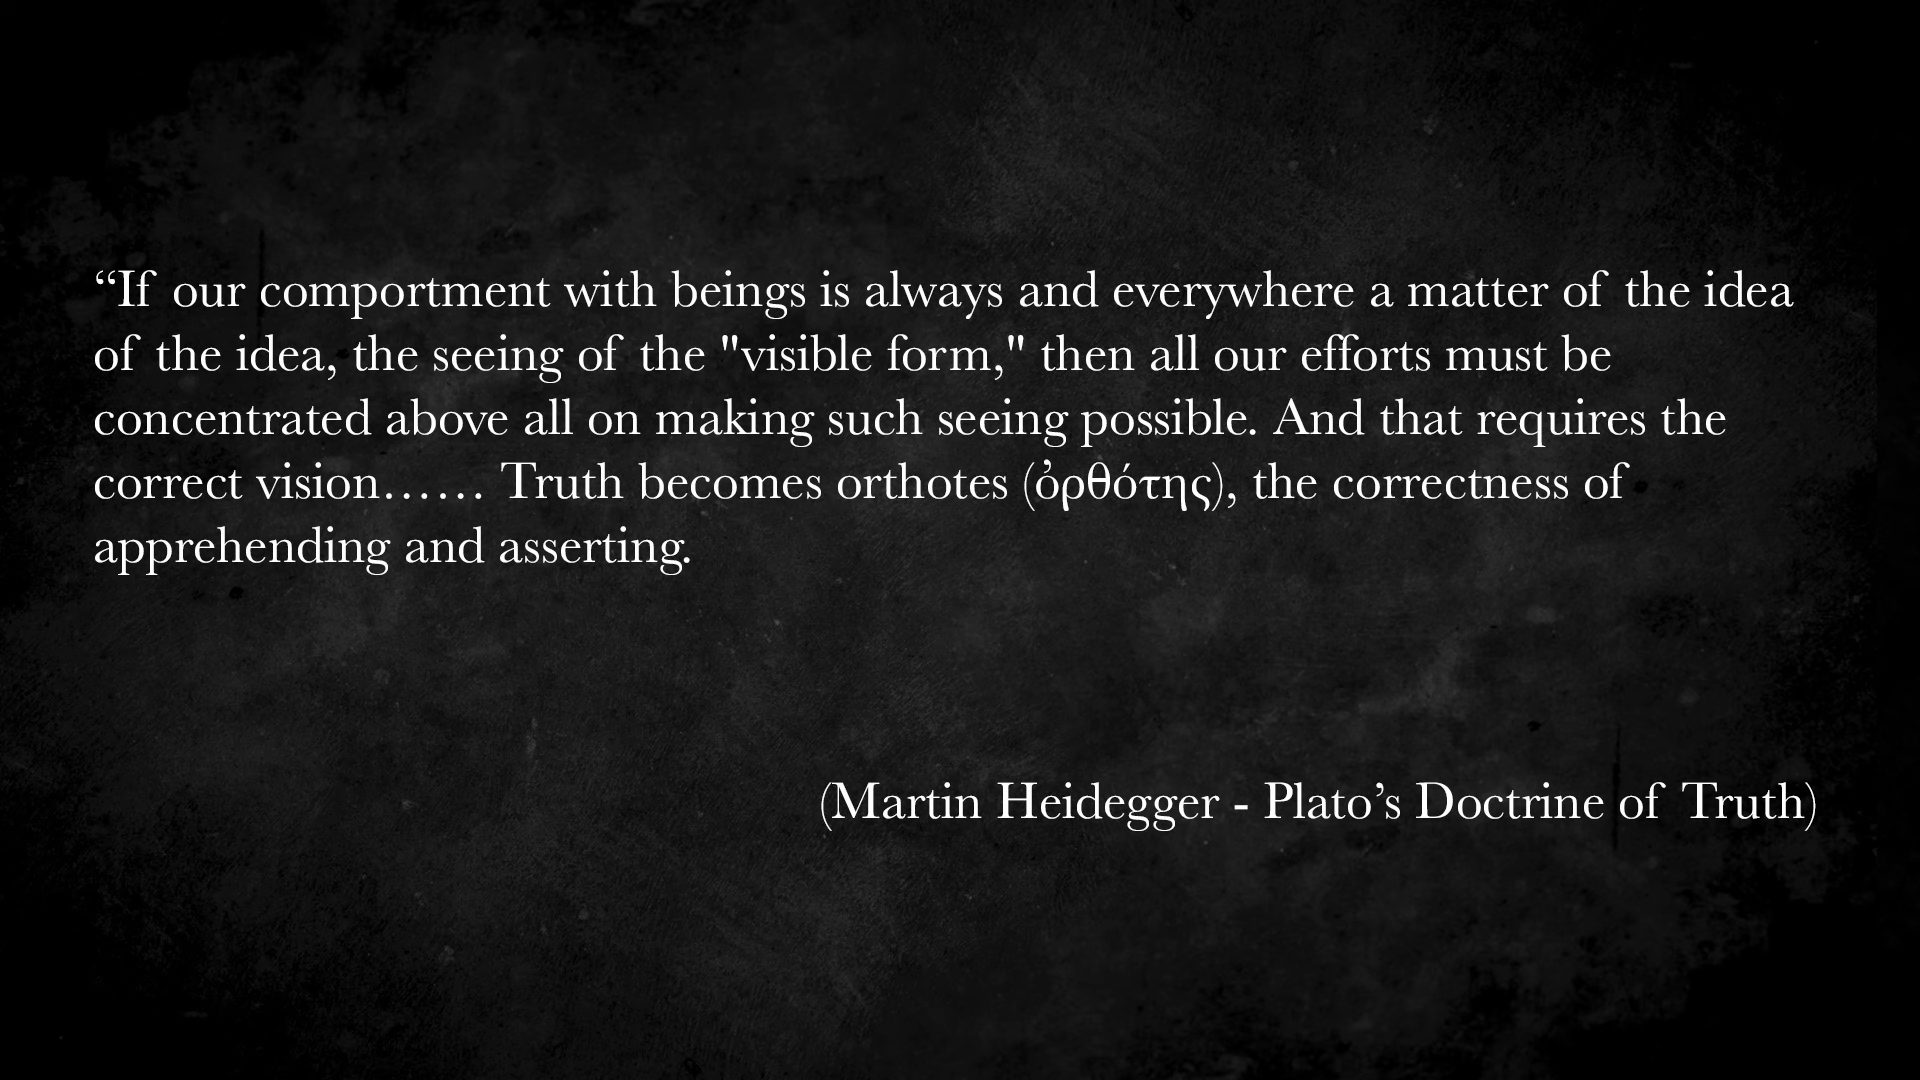 “If our comportment with beings is always and everywhere a matter of the idea
of the idea, the seeing of the "visible form," then all our efforts must be
concentrated above all on making such seeing possible. And that requires the
correct vision…… Truth becomes orthotes (ὀρθότης), the correctness of
apprehending and asserting.
(Martin Heidegger - Plato’s Doctrine of Truth)